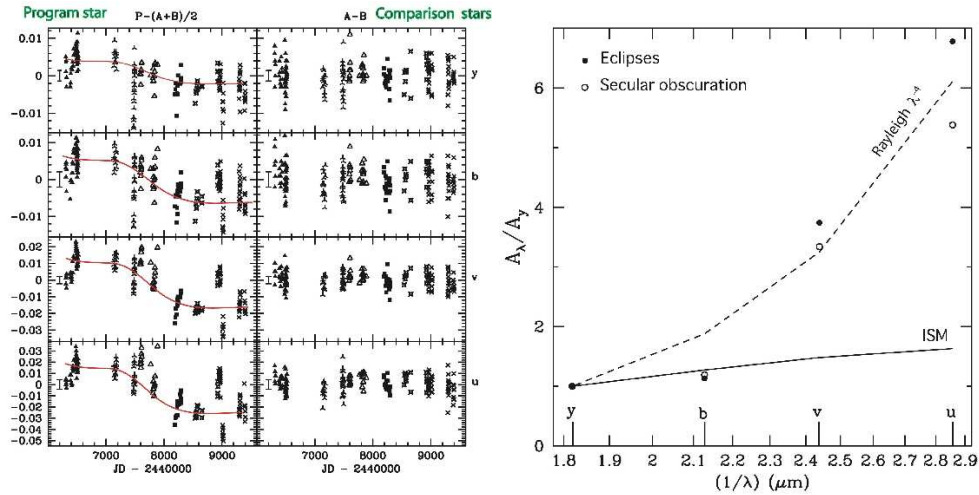 Program star
P-(A+B)/2
A-B
Comparison stars
0.01
0
-0.01
y
0.01
0
-0.01
b
0.02
0.01
0
-0.01
-0.02
-0.03
v
0.03
0.02
0.01
0
-0.01
-0.02
-0.03
-0.04
-0.05
u
7000
8000
9000
7000
8000
9000
JD - 2440000
JD - 2440000
Eclipses
Secular obscuration
Rayleigh λ⁻⁴
ISM
Aλ/Ay
6
4
2
1
0
y
b
v
u
1.8
1.9
2
2.1
2.2
2.3
2.4
2.5
2.6
2.7
2.8
2.9
(1/λ) (μm)